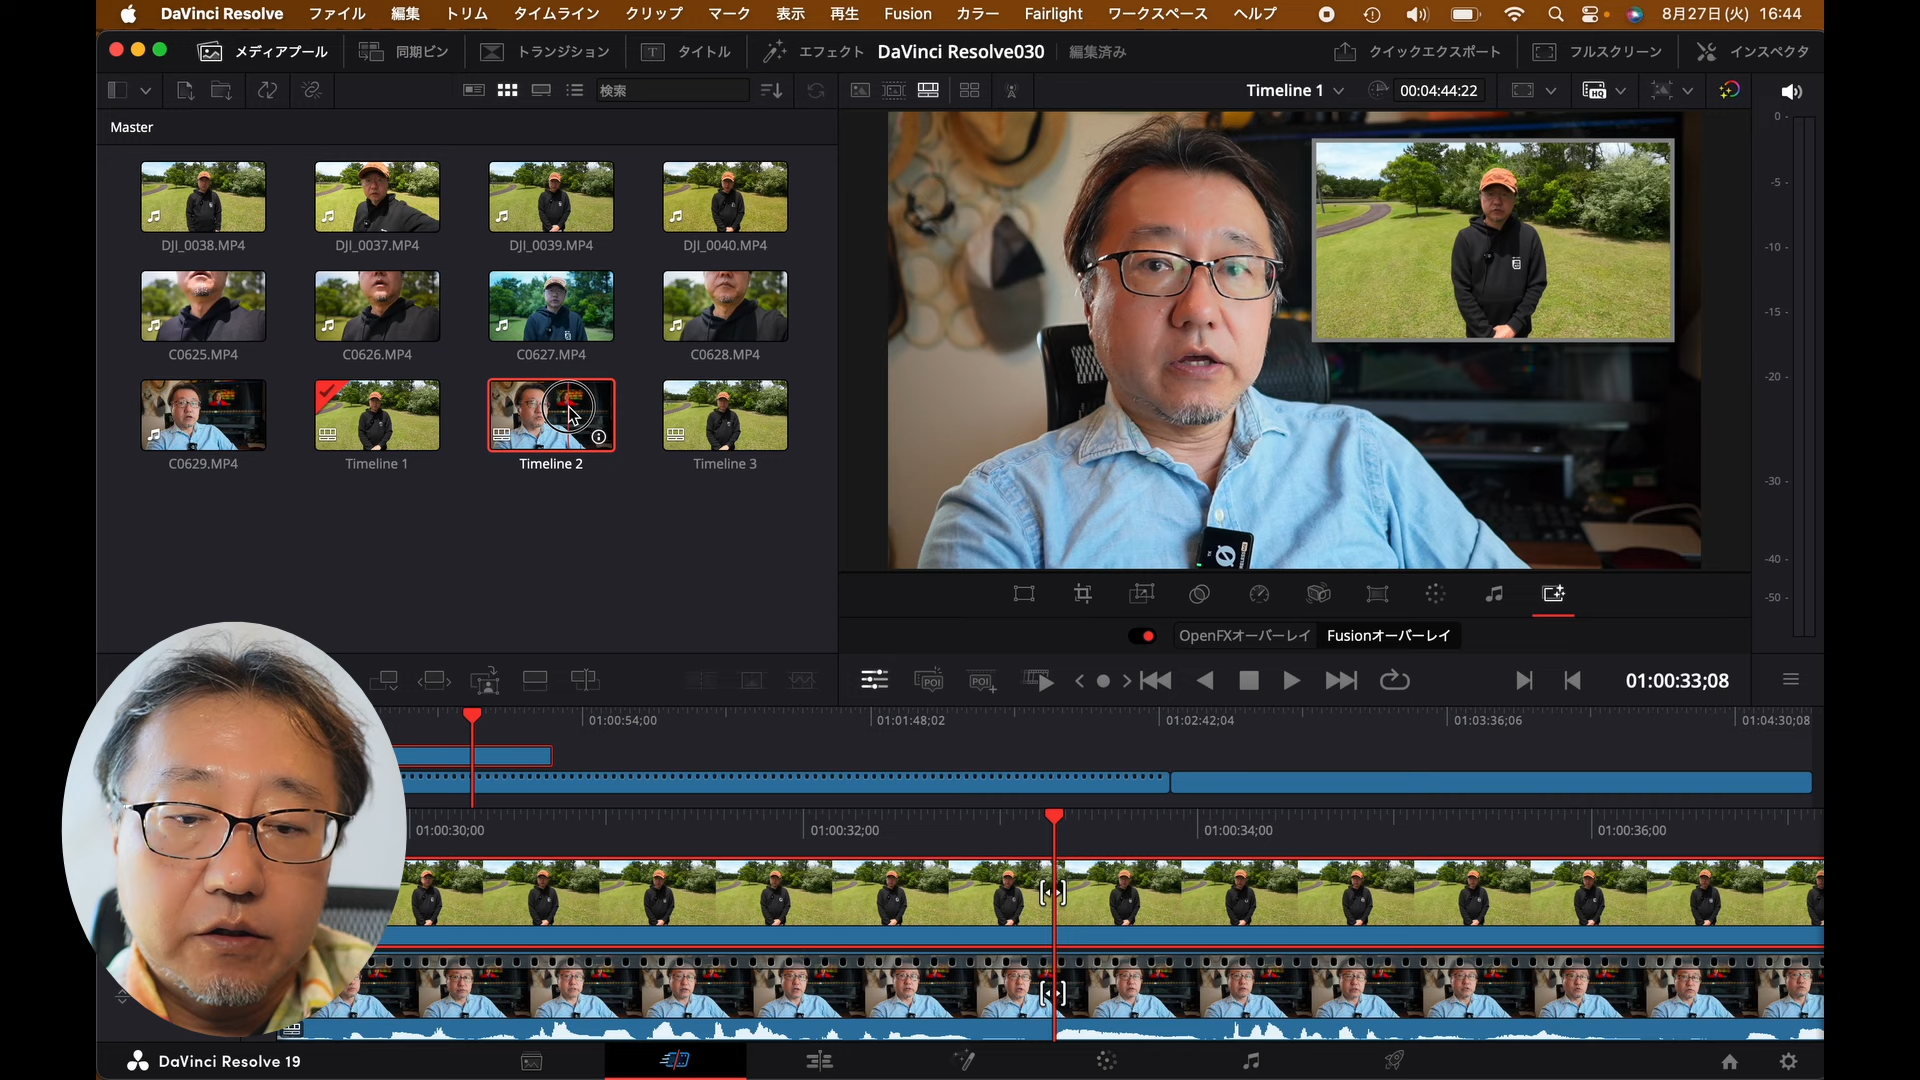 DaVinci Resolve ファイル 編集 トリム タイムライン クリップ マーク 表示 再生 Fusion カラー Fairlight ワークスペース ヘルプ 8月27日(火) 16:44
メディアプール 同期ビン トランジション タイトル エフェクト DaVinci Resolve030 編集済み クイックエクスポート フルスクリーン インスペクタ
検索 Timeline 1 00:04:44:22 HQ
Master
DJI_0038.MP4 DJI_0037.MP4 DJI_0039.MP4 DJI_0040.MP4
C0625.MP4 C0626.MP4 C0627.MP4 C0628.MP4
C0629.MP4 Timeline 1 Timeline 2 Timeline 3
0
-5
-10
-15
-20
-30
-40
-50
OpenFXオーバーレイ Fusionオーバーレイ
POI POI 01:00:33;08
01:00:54;00 01:01:48;02 01:02:42;04 01:03:36;06 01:04:30;08
01:00:30;00 01:00:32;00 01:00:34;00 01:00:36;00
DaVinci Resolve 19